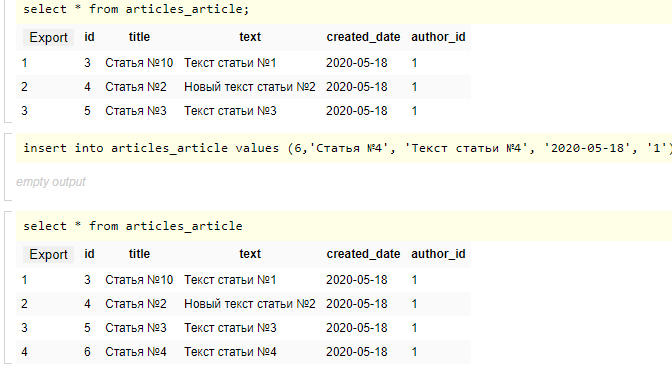 select * from articles_article;
Export id title text created_date author_id
1 3 Статья №10 Текст статьи №1 2020-05-18 1
2 4 Статья №2 Новый текст статьи №2 2020-05-18 1
3 5 Статья №3 Текст статьи №3 2020-05-18 1
insert into articles_article values (6,'Статья №4', 'Текст статьи №4', '2020-05-18', '1')
empty output
select * from articles_article
Export id title text created_date author_id
1 3 Статья №10 Текст статьи №1 2020-05-18 1
2 4 Статья №2 Новый текст статьи №2 2020-05-18 1
3 5 Статья №3 Текст статьи №3 2020-05-18 1
4 6 Статья №4 Текст статьи №4 2020-05-18 1